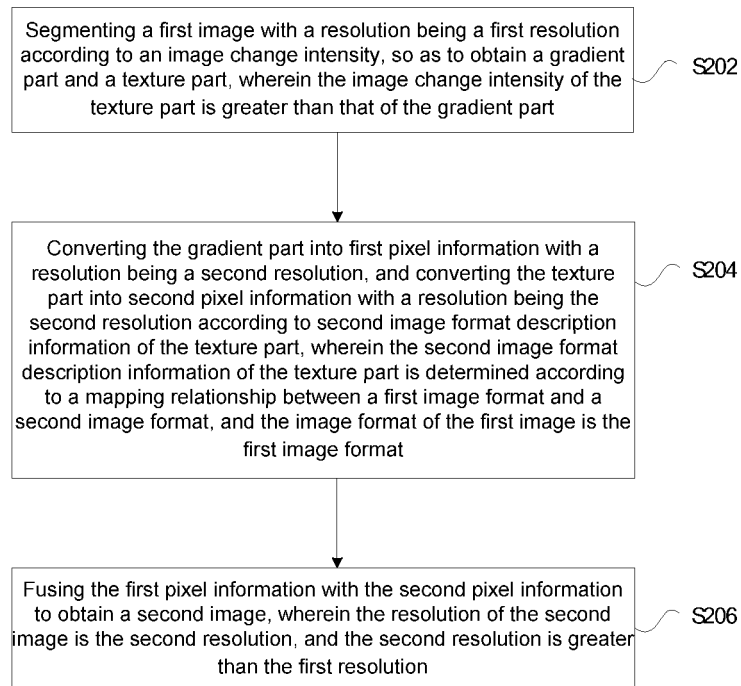 Segmenting a first image with a resolution being a first resolution
according to an image change intensity, so as to obtain a gradient
part and a texture part, wherein the image change intensity of the
texture part is greater than that of the gradient part
S202
Converting the gradient part into first pixel information with a
resolution being a second resolution, and converting the texture
part into second pixel information with a resolution being the
second resolution according to second image format description
information of the texture part, wherein the second image format
description information of the texture part is determined according
to a mapping relationship between a first image format and a
second image format, and the image format of the first image is the
first image format
S204
Fusing the first pixel information with the second pixel information
to obtain a second image, wherein the resolution of the second
image is the second resolution, and the second resolution is greater
than the first resolution
S206